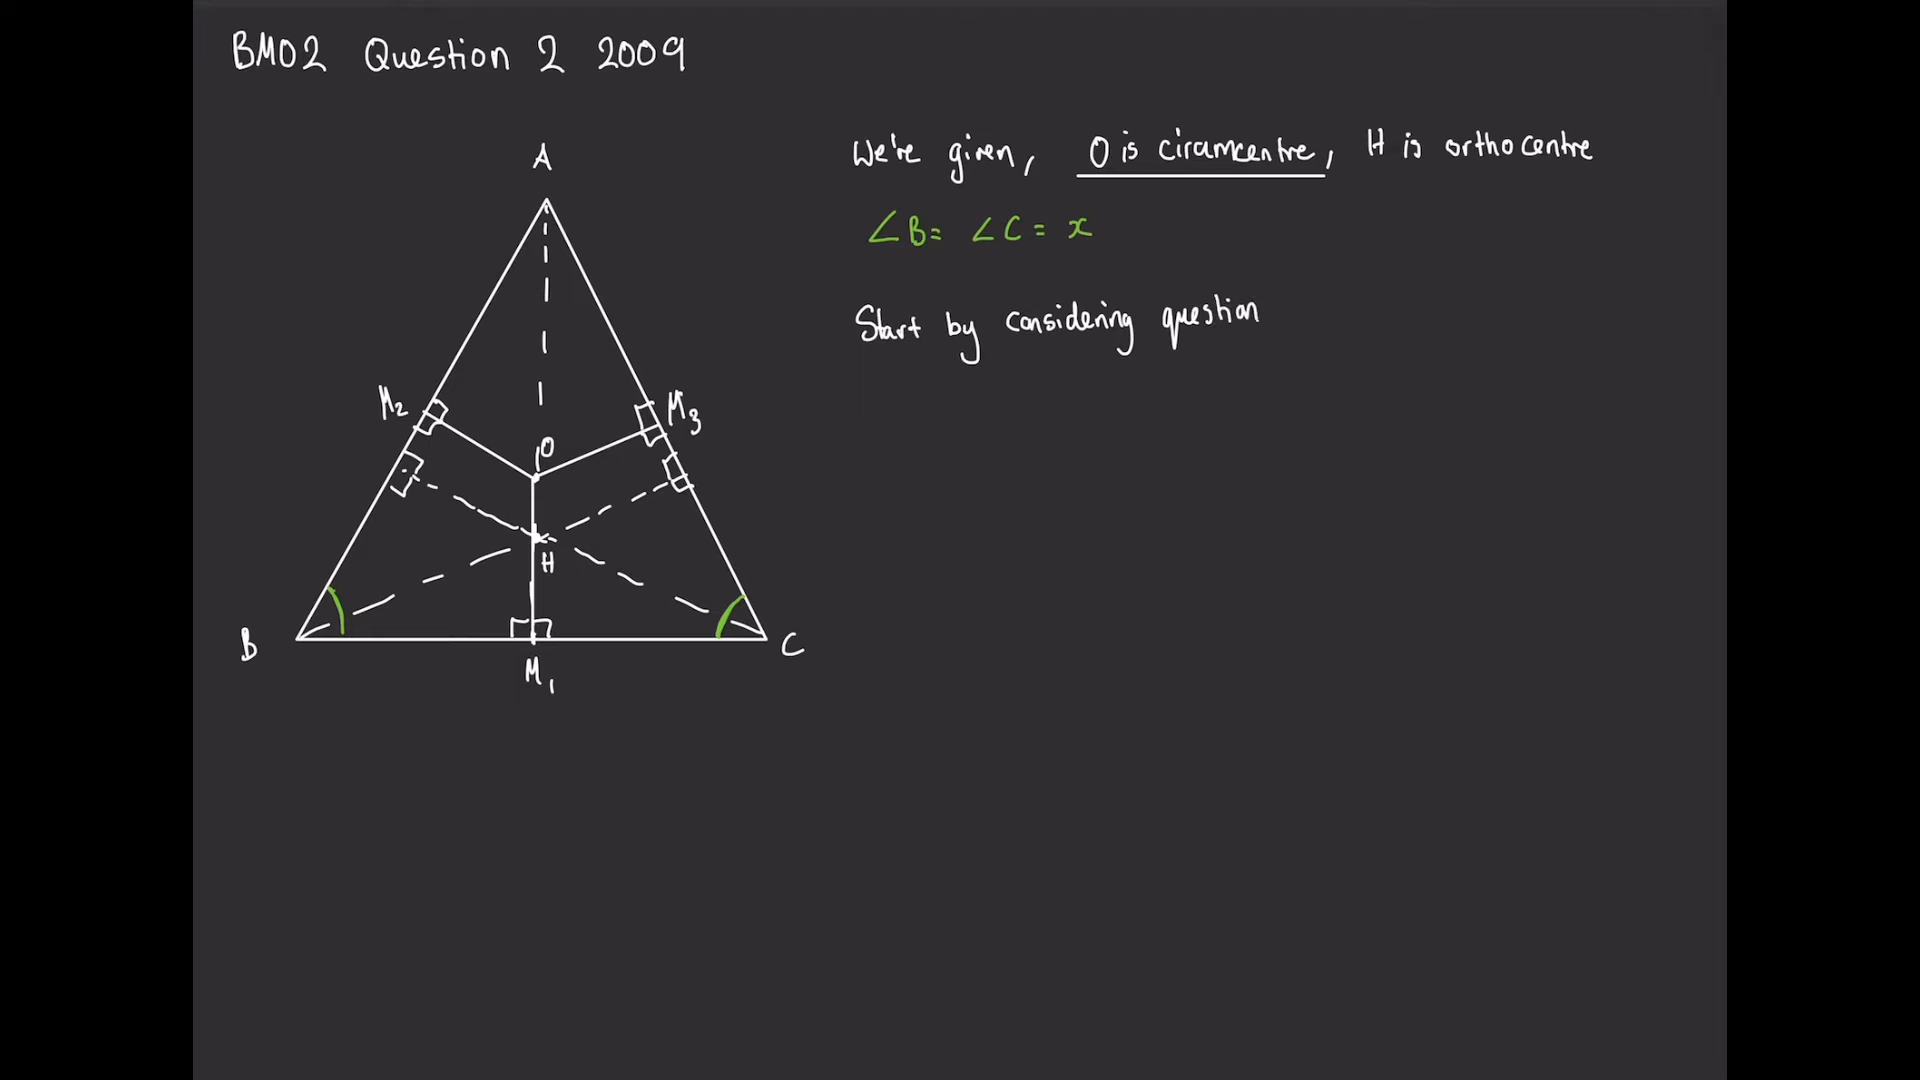 BMO2 Question 2 2009
We're given, O is circumcentre, H is orthocentre
∠B = ∠C = x
Start by considering question
A
M2
M3
O
H
B
C
M1